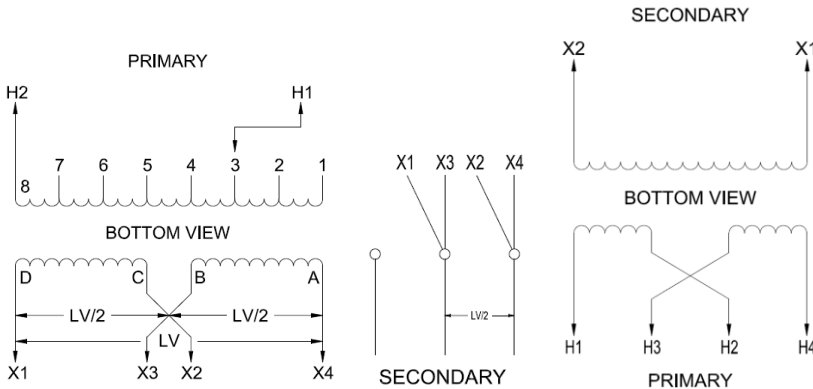 PRIMARY
H2 H1
8 7 6 5 4 3 2 1
BOTTOM VIEW
D C B A
LV/2 LV/2
LV
X1 X3 X2 X4
X1 X3 X2 X4
LV/2
SECONDARY
SECONDARY
X2 X1
BOTTOM VIEW
H1 H3 H2 H4
PRIMARY